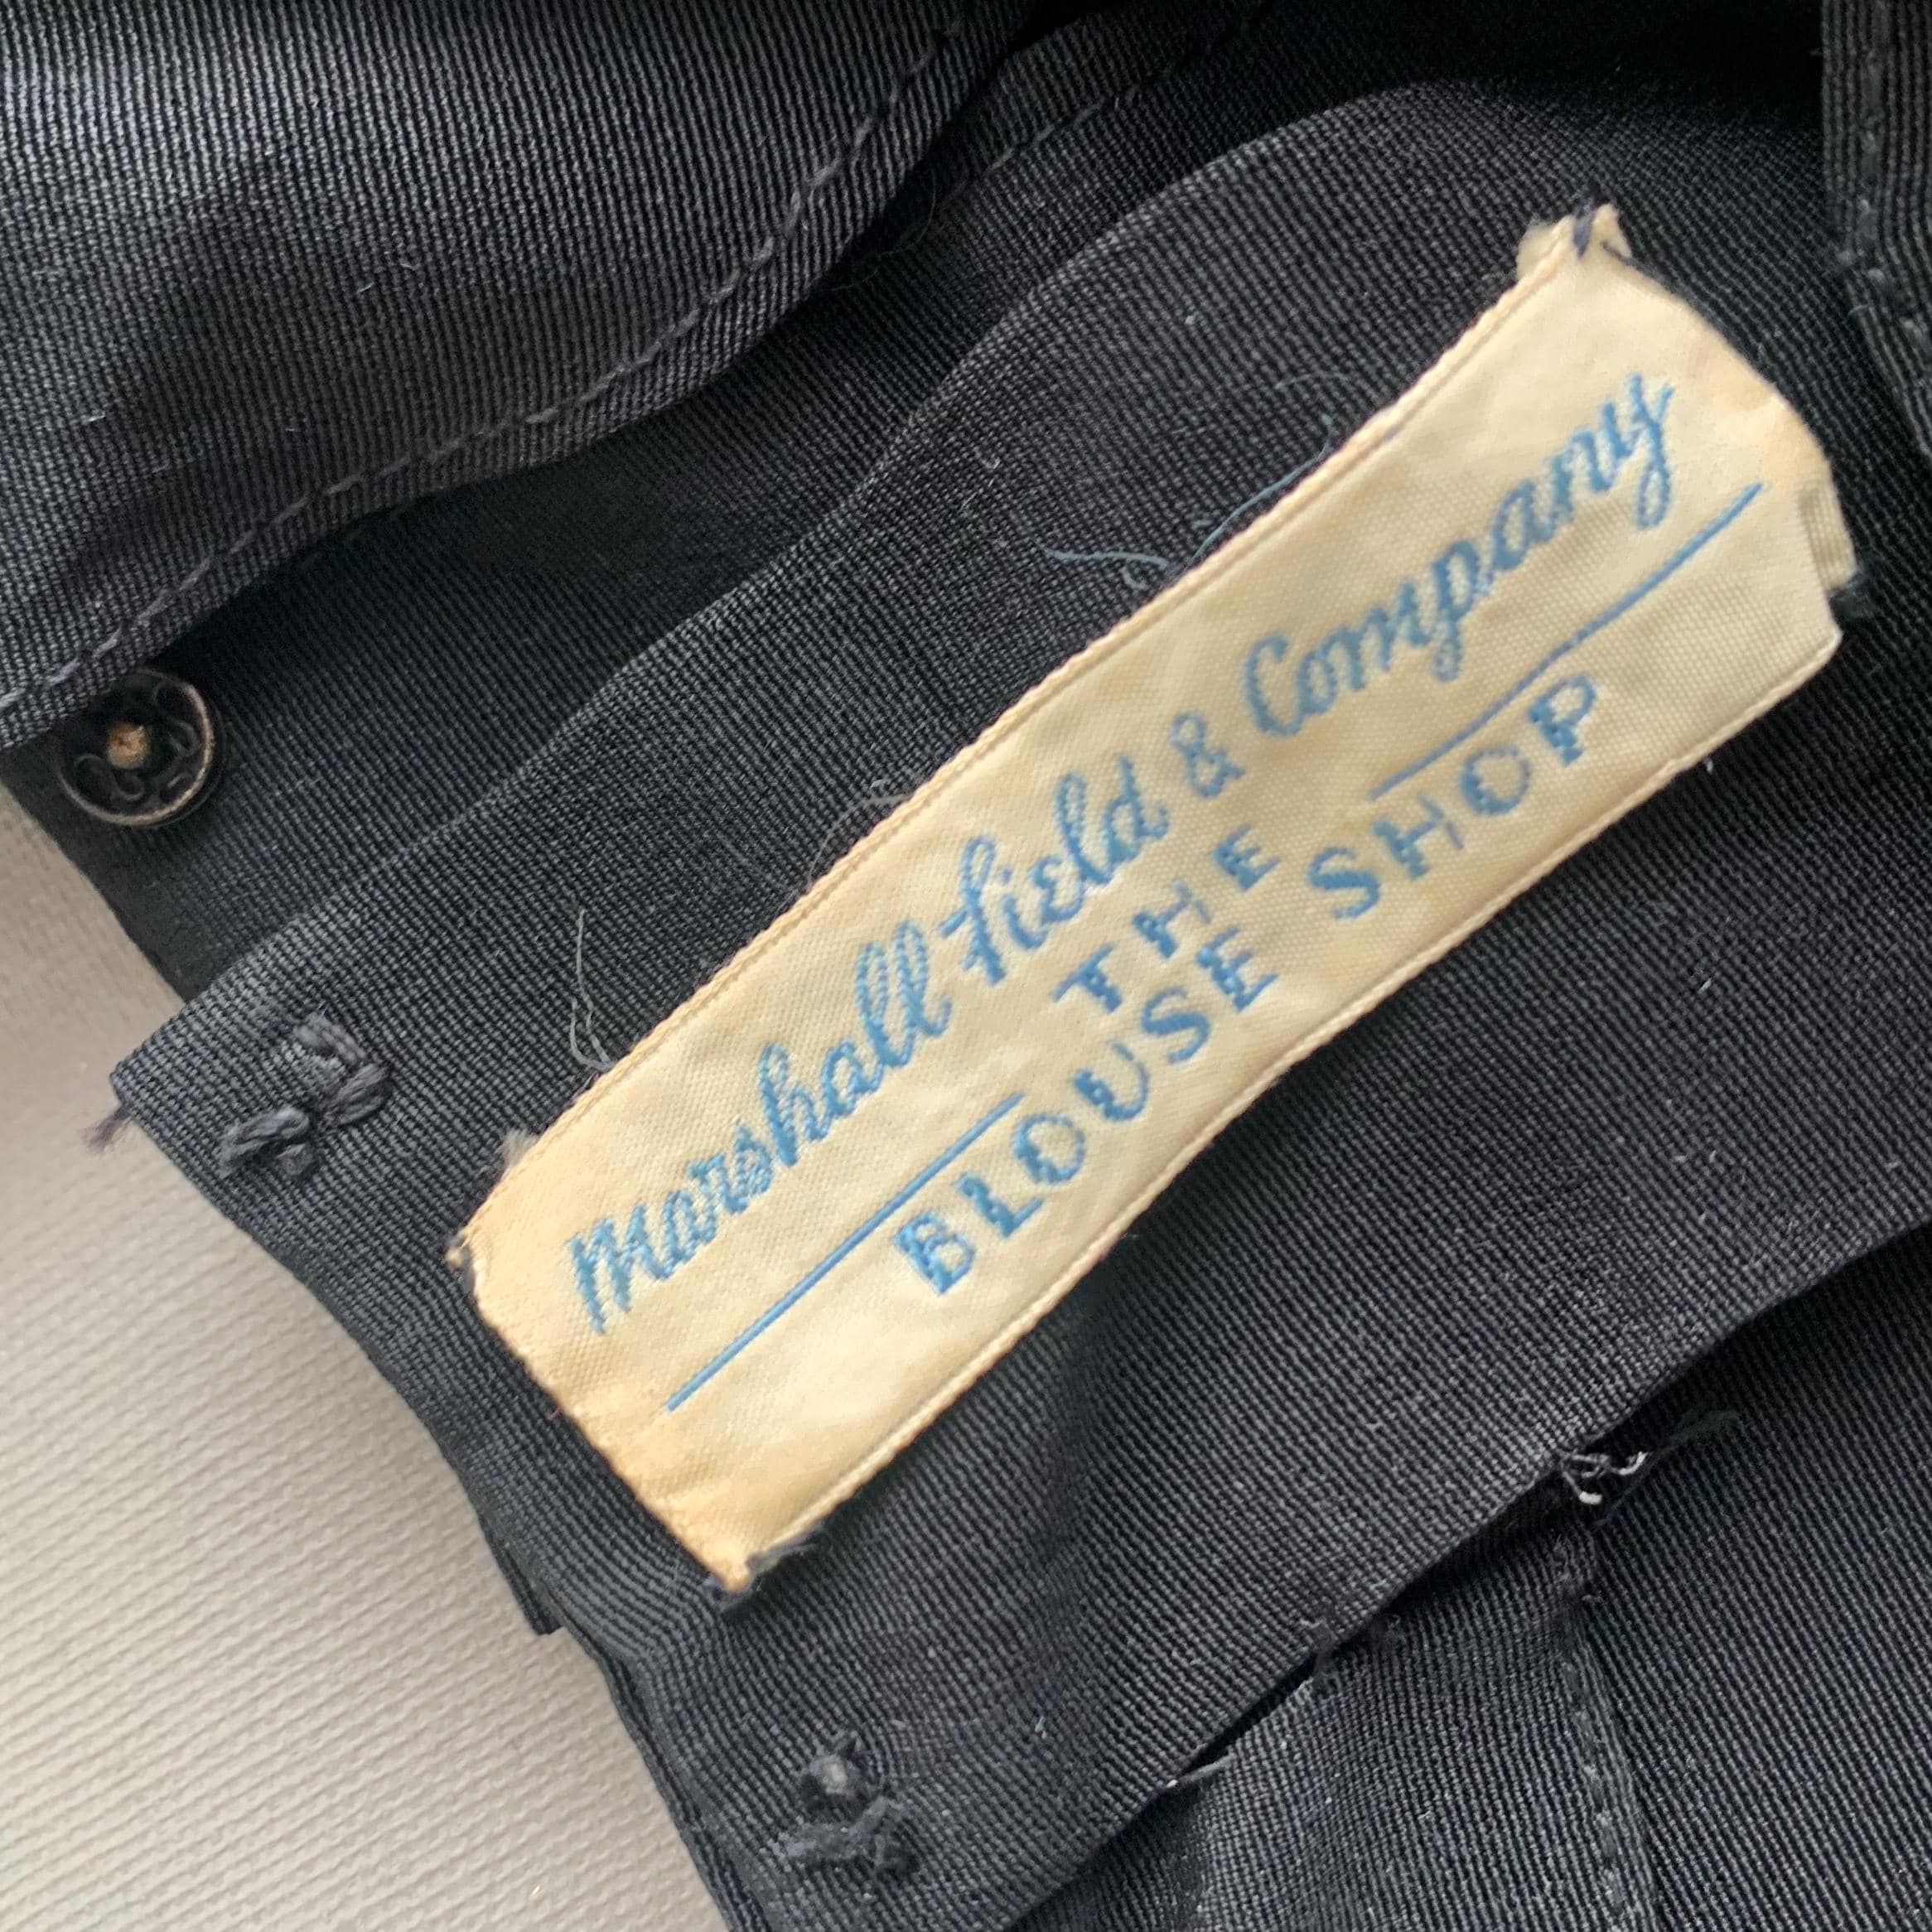 Marshall Field & Company
THE
BLOUSE SHOP